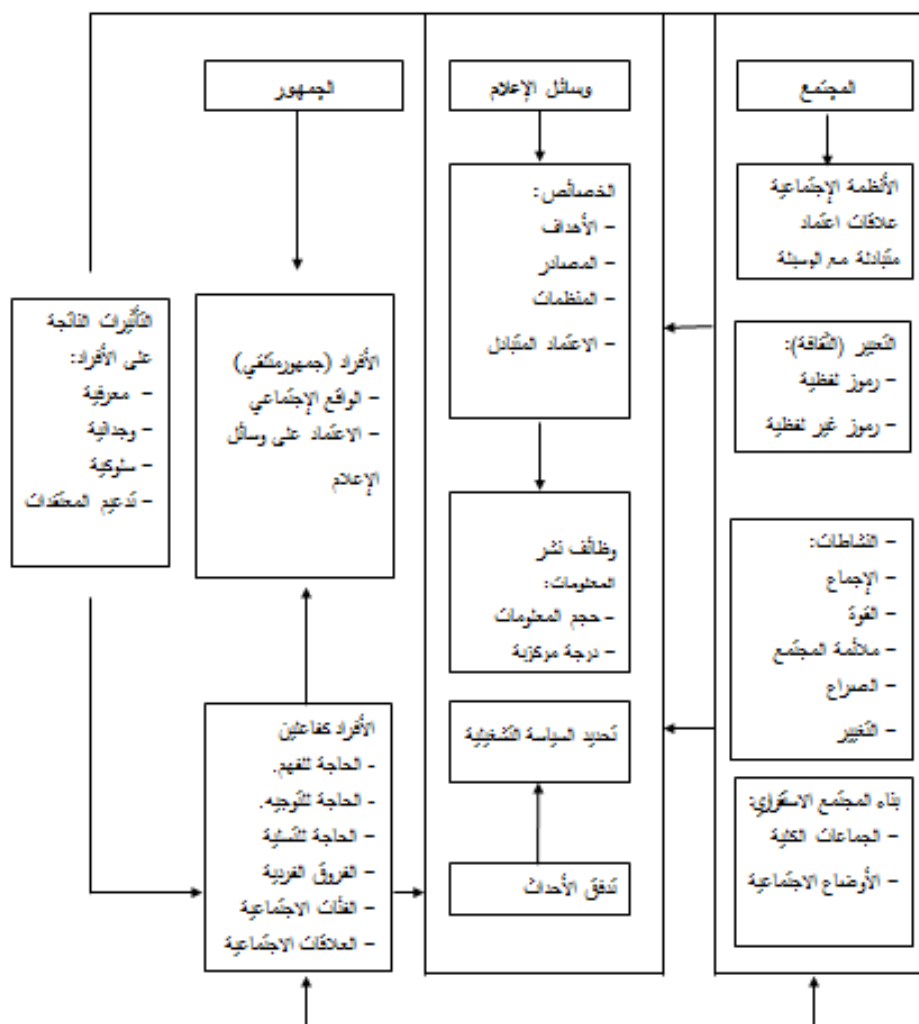 المجتمع
الأنظمة الإجتماعية
علاقات اعتماد
متبادلة مع الوسيلة
التعبير (الثقافة):
- رموز لفظية
- رموز غير لفظية
- النشاطات:
- الإجماع
- القوة
- ملائمة المجتمع
- الصراع
- التغيير
بناء المجتمع الاستقراري:
- الجماعات الكلية
- الأوضاع الاجتماعية
وسائل الإعلام
الخصائص:
- الأهداف
- المصادر
- المنظمات
- الاعتماد المتبادل
وظائف نشر
المعلومات:
- حجم المعلومات
- درجة مركزية
تحديد السياسة التشغيلية
تدفق الأحداث
الجمهور
الأفراد (جمهورمتلقي)
- الواقع الإجتماعي
- الاعتماد على وسائل
الإعلام
الأفراد كفاعلين
- الحاجة للفهم.
- الحاجة للتوجيه.
- الحاجة للتسلية
- الفروق الفردية
- الفئات الاجتماعية
- العلاقات الاجتماعية
التأثيرات الناتجة
على الأفراد:
- معرفية
- وجدانية
- سلوكية
- تدعيم المعتقدات